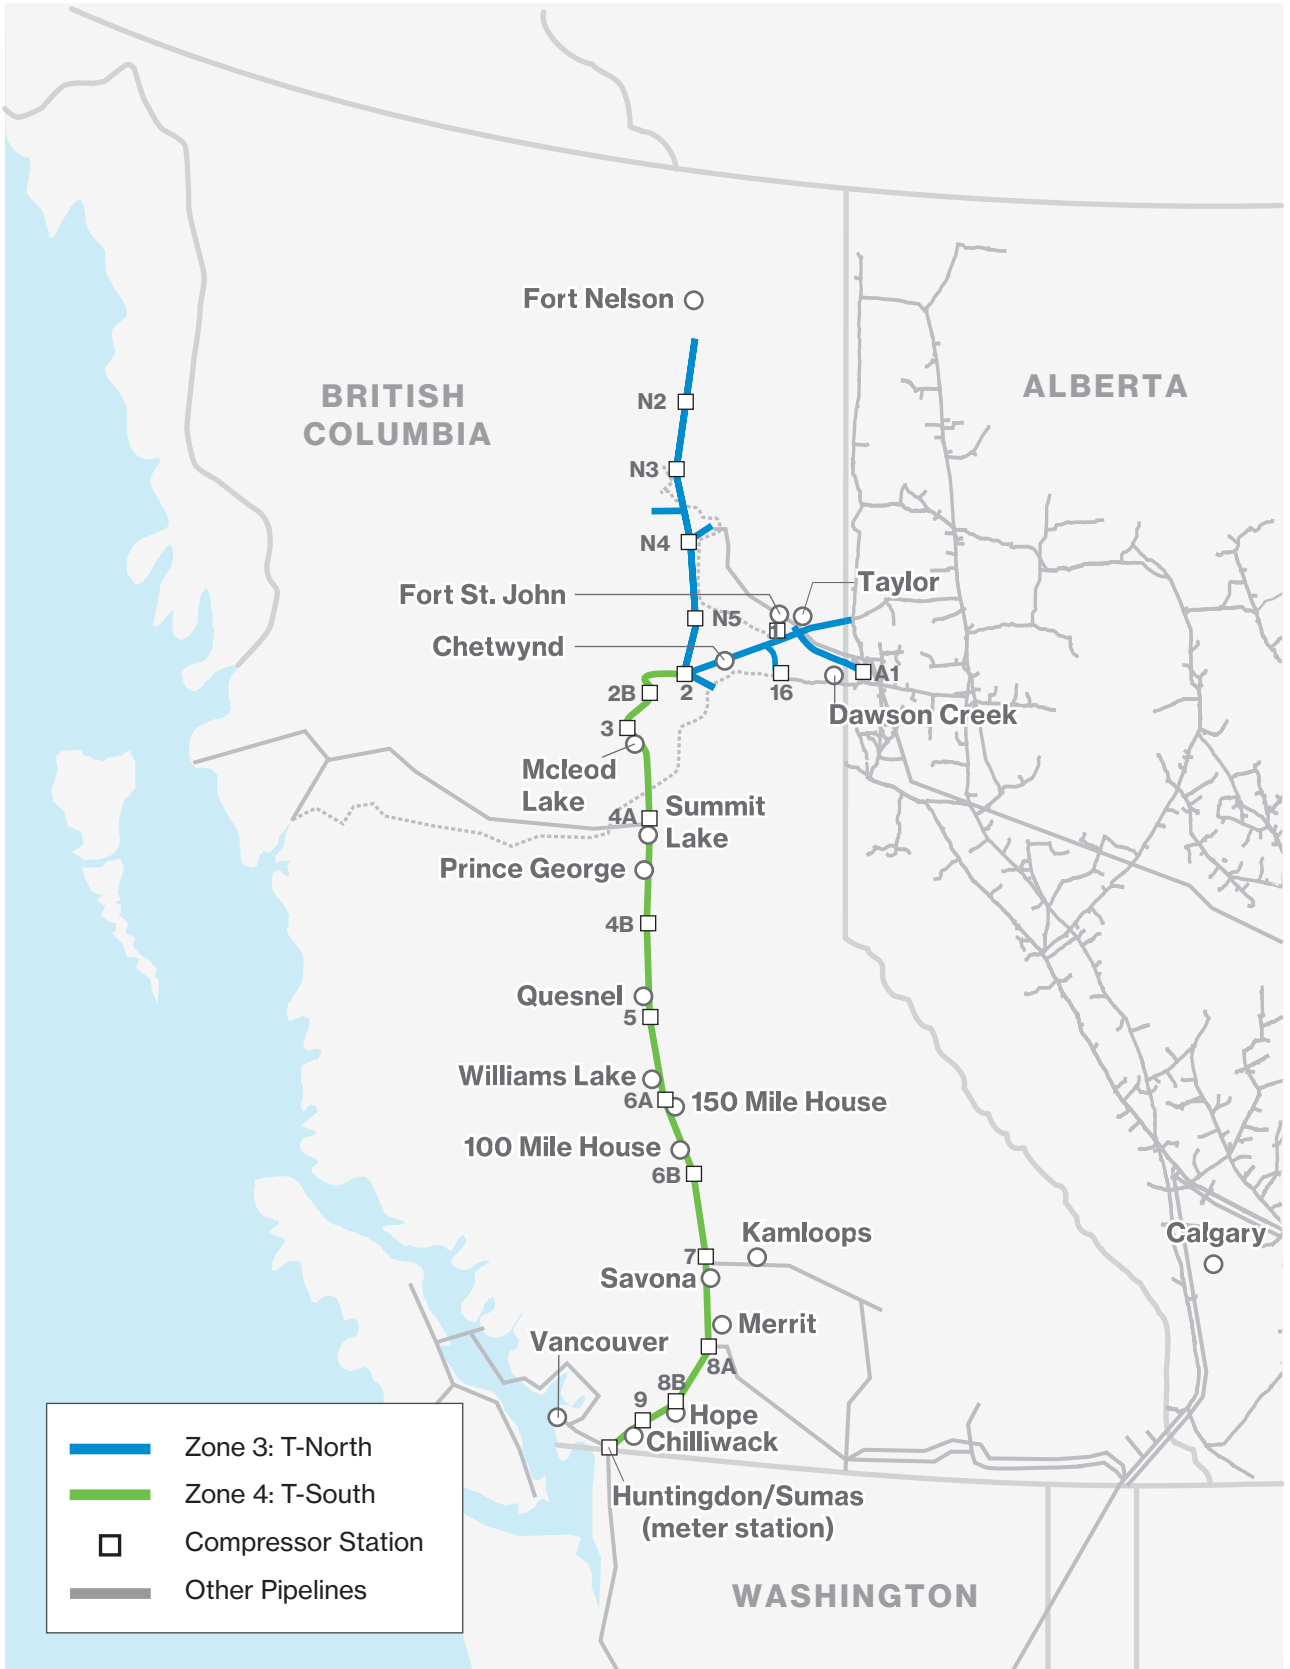 Fort Nelson
BRITISH
COLUMBIA
ALBERTA
N2
N3
N4
Fort St. John
Taylor
N5
1
Chetwynd
2
2B
16
A1
Dawson Creek
3
Mcleod
Lake
4A
Summit
Lake
Prince George
4B
Quesnel
5
Williams Lake
6A
150 Mile House
100 Mile House
6B
Kamloops
Calgary
7
Savona
Merrit
Vancouver
8A
8B
9
Hope
Chilliwack
Huntingdon/Sumas
(meter station)
WASHINGTON
Zone 3: T-North
Zone 4: T-South
Compressor Station
Other Pipelines